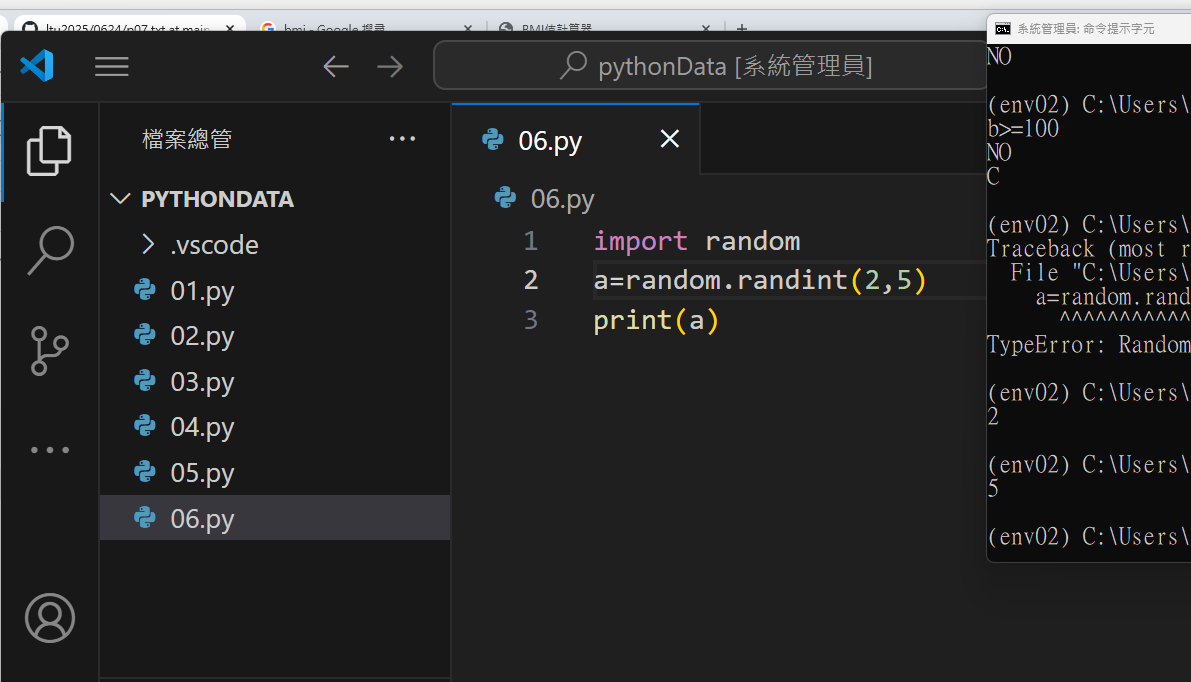 ltu2025/0624/p07.txt at main
bmi - Google 搜尋
BMI值計算器
系統管理員: 命令提示字元
pythonData [系統管理員]
檔案總管
06.py
PYTHONDATA
.vscode
01.py
02.py
03.py
04.py
05.py
06.py
06.py
1 import random
2 a=random.randint(2,5)
3 print(a)
NO
(env02) C:\Users\
b>=100
NO
C
(env02) C:\Users\
Traceback (most r
File "C:\Users\
a=random.rand
^^^^^^^^^^^
TypeError: Random
(env02) C:\Users\
2
(env02) C:\Users\
5
(env02) C:\Users\